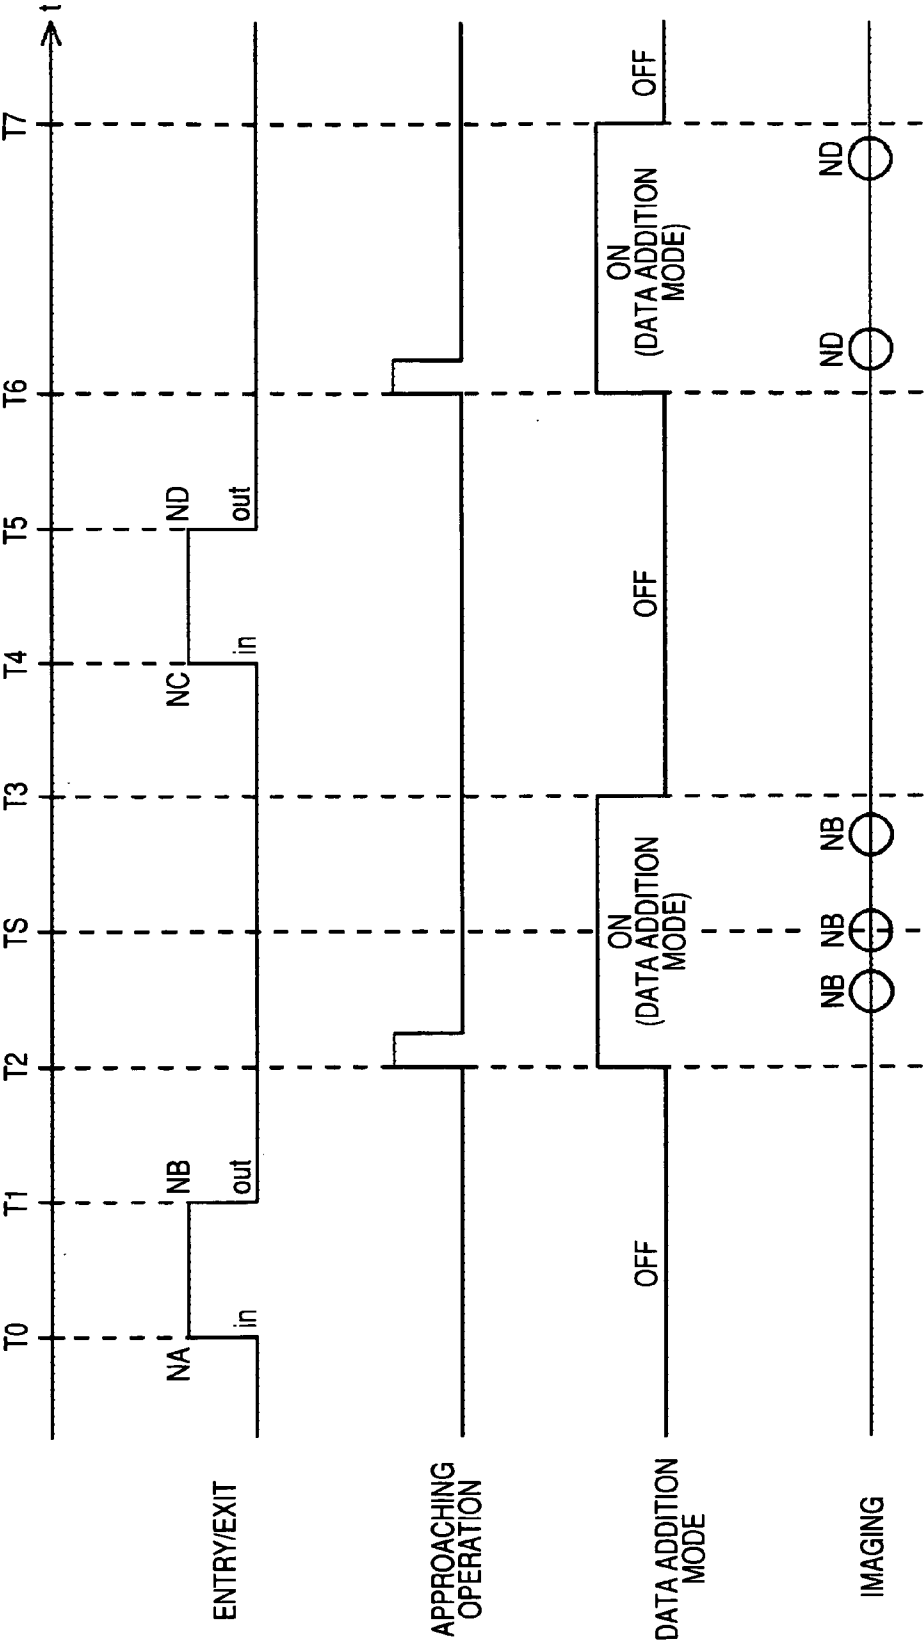 T0 T1 T2 TS T3 T4 T5 T6 T7 t
ENTRY/EXIT
NA in NB out NC in ND out
APPROACHING
OPERATION
DATA ADDITION
MODE
OFF
ON
(DATA ADDITION
MODE)
OFF
ON
(DATA ADDITION
MODE)
OFF
IMAGING
NB NB NB ND ND